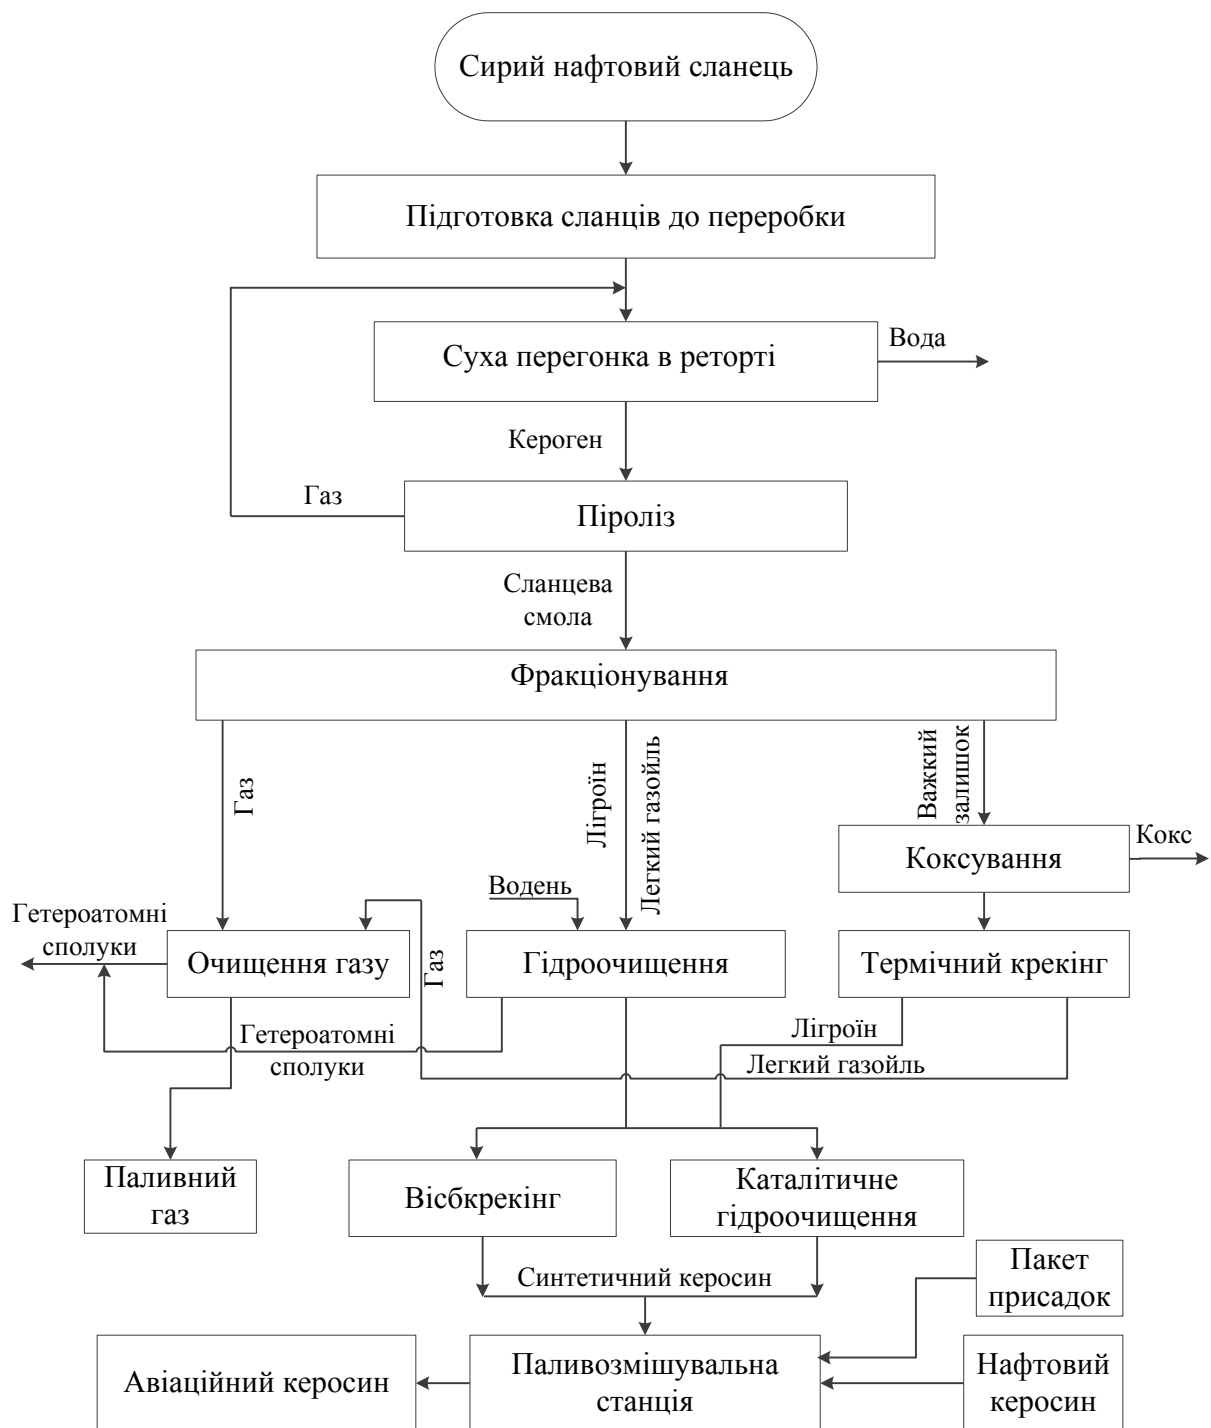 Сирий нафтовий сланець
Підготовка сланців до переробки
Суха перегонка в реторті
Вода
Кероген
Газ
Піроліз
Сланцева
смола
Фракціонування
Газ
Лігроїн
Легкий газойль
Важкий
залишок
Коксування
Кокс
Водень
Гетероатомні
сполуки
Очищення газу
Газ
Гідроочищення
Термічний крекінг
Гетероатомні
сполуки
Лігроїн
Легкий газойль
Паливний
газ
Вісбкрекінг
Каталітичне
гідроочищення
Синтетичний керосин
Пакет
присадок
Авіаційний керосин
Паливозмішувальна
станція
Нафтовий
керосин